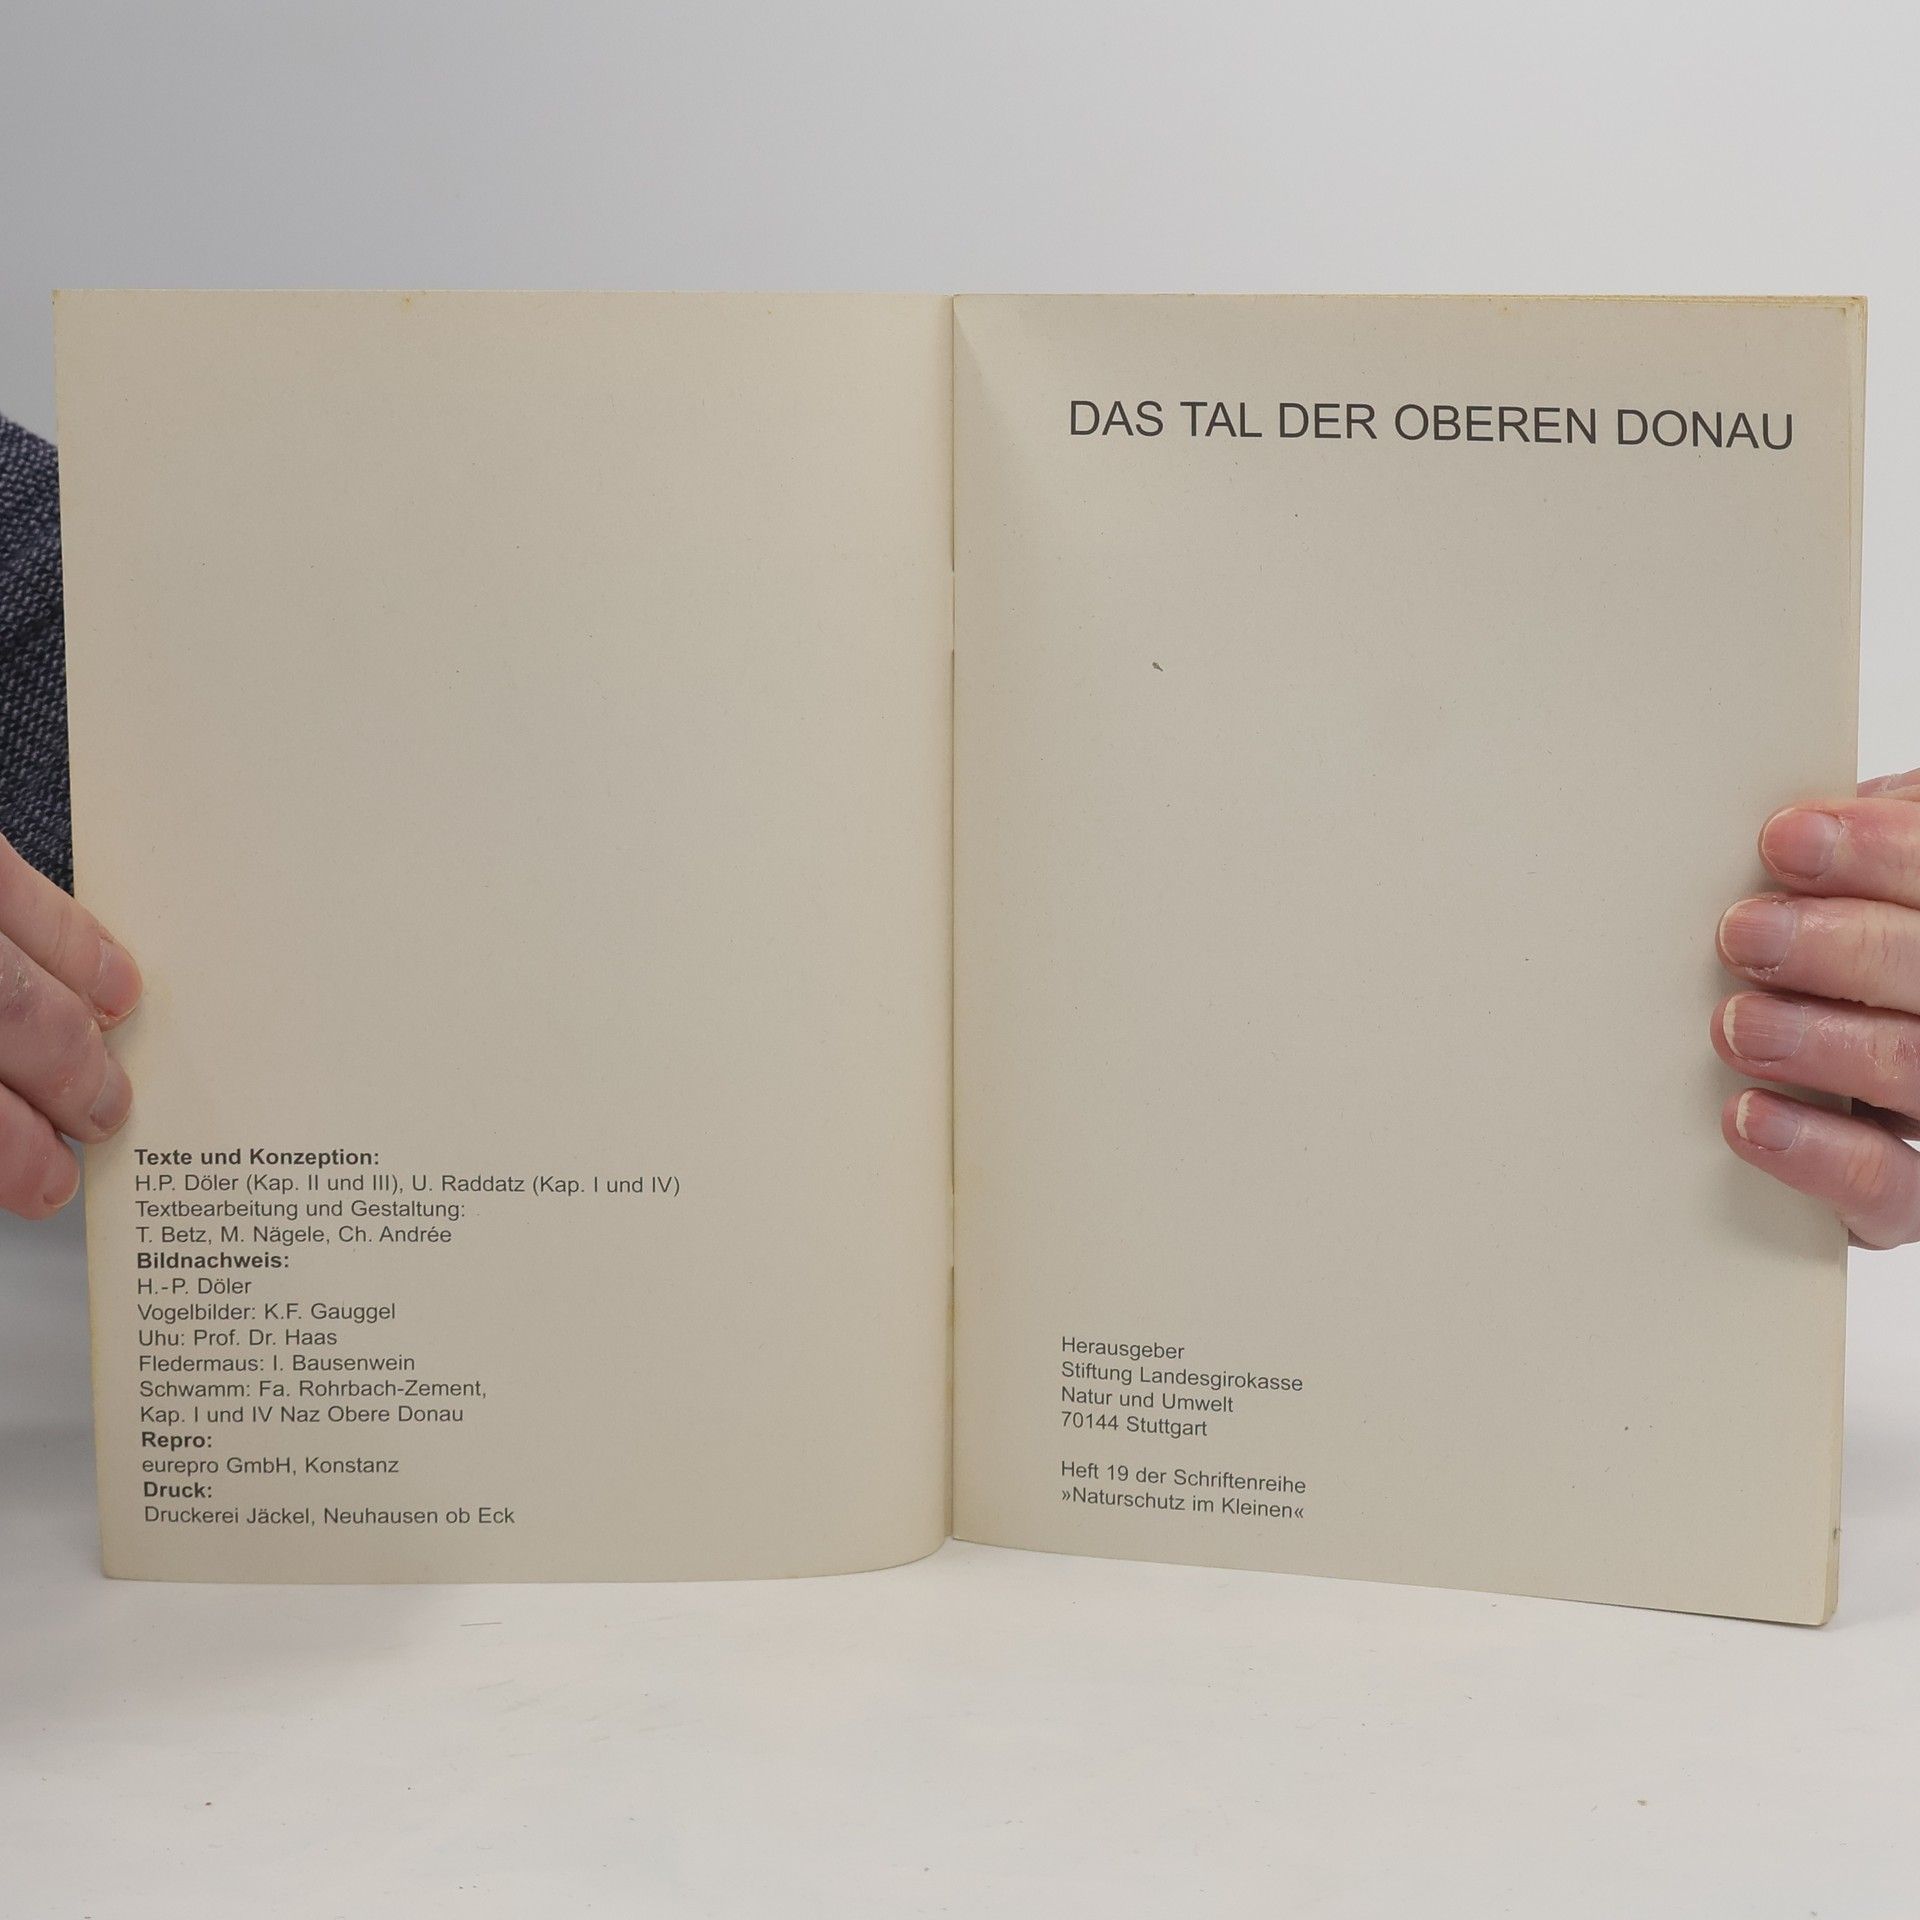 Texte und Konzeption:
H.P. Döler (Kap. II und III), U. Raddatz (Kap. I und IV)
Textbearbeitung und Gestaltung:
T. Betz, M. Nägele, Ch. Andrée
Bildnachweis:
H.-P. Döler
Vogelbilder: K.F. Gauggel
Uhu: Prof. Dr. Haas
Fledermaus: I. Bausenwein
Schwamm: Fa. Rohrbach-Zement,
Kap. I und IV Naz Obere Donau
Repro:
eurepro GmbH, Konstanz
Druck:
Druckerei Jäckel, Neuhausen ob Eck
DAS TAL DER OBEREN DONAU
Herausgeber
Stiftung Landesgirokasse
Natur und Umwelt
70144 Stuttgart
Heft 19 der Schriftenreihe
»Naturschutz im Kleinen«